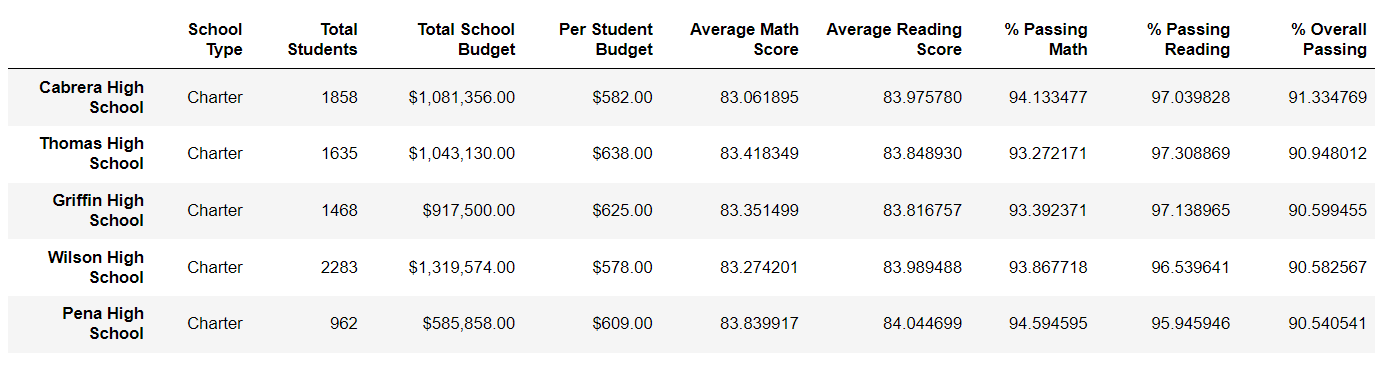 School Type Total Students Total School Budget Per Student Budget Average Math Score Average Reading Score % Passing Math % Passing Reading % Overall Passing
Cabrera High School Charter 1858 $1,081,356.00 $582.00 83.061895 83.975780 94.133477 97.039828 91.334769
Thomas High School Charter 1635 $1,043,130.00 $638.00 83.418349 83.848930 93.272171 97.308869 90.948012
Griffin High School Charter 1468 $917,500.00 $625.00 83.351499 83.816757 93.392371 97.138965 90.599455
Wilson High School Charter 2283 $1,319,574.00 $578.00 83.274201 83.989488 93.867718 96.539641 90.582567
Pena High School Charter 962 $585,858.00 $609.00 83.839917 84.044699 94.594595 95.945946 90.540541